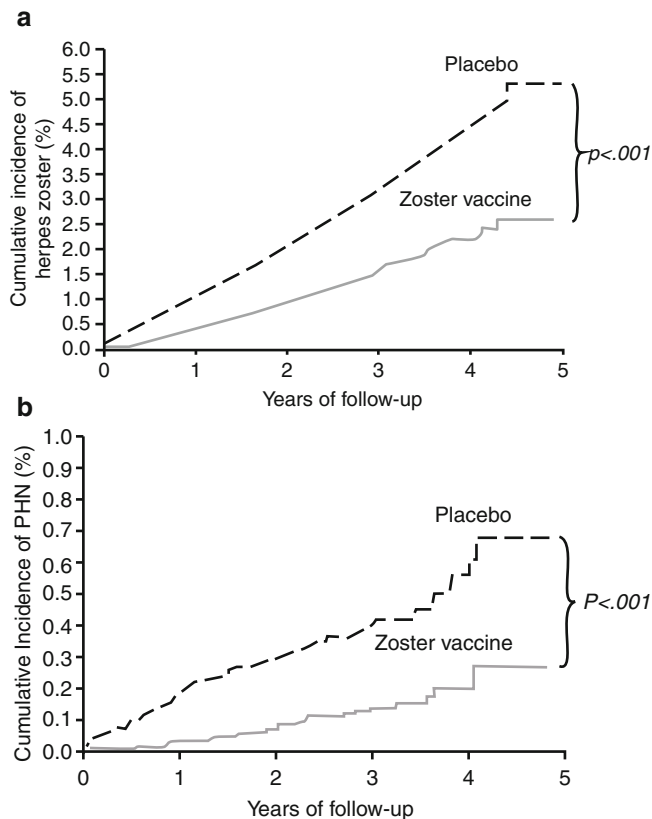 a
Cumulative incidence of
herpes zoster (%)
6.0
5.5
5.0
4.5
4.0
3.5
3.0
2.5
2.0
1.5
1.0
0.5
0.0
Placebo
Zoster vaccine
p<.001
0 1 2 3 4 5
Years of follow-up
b
Cumulative Incidence of PHN (%)
1.0
0.9
0.8
0.7
0.6
0.5
0.4
0.3
0.2
0.1
0.0
Placebo
Zoster vaccine
P<.001
0 1 2 3 4 5
Years of follow-up